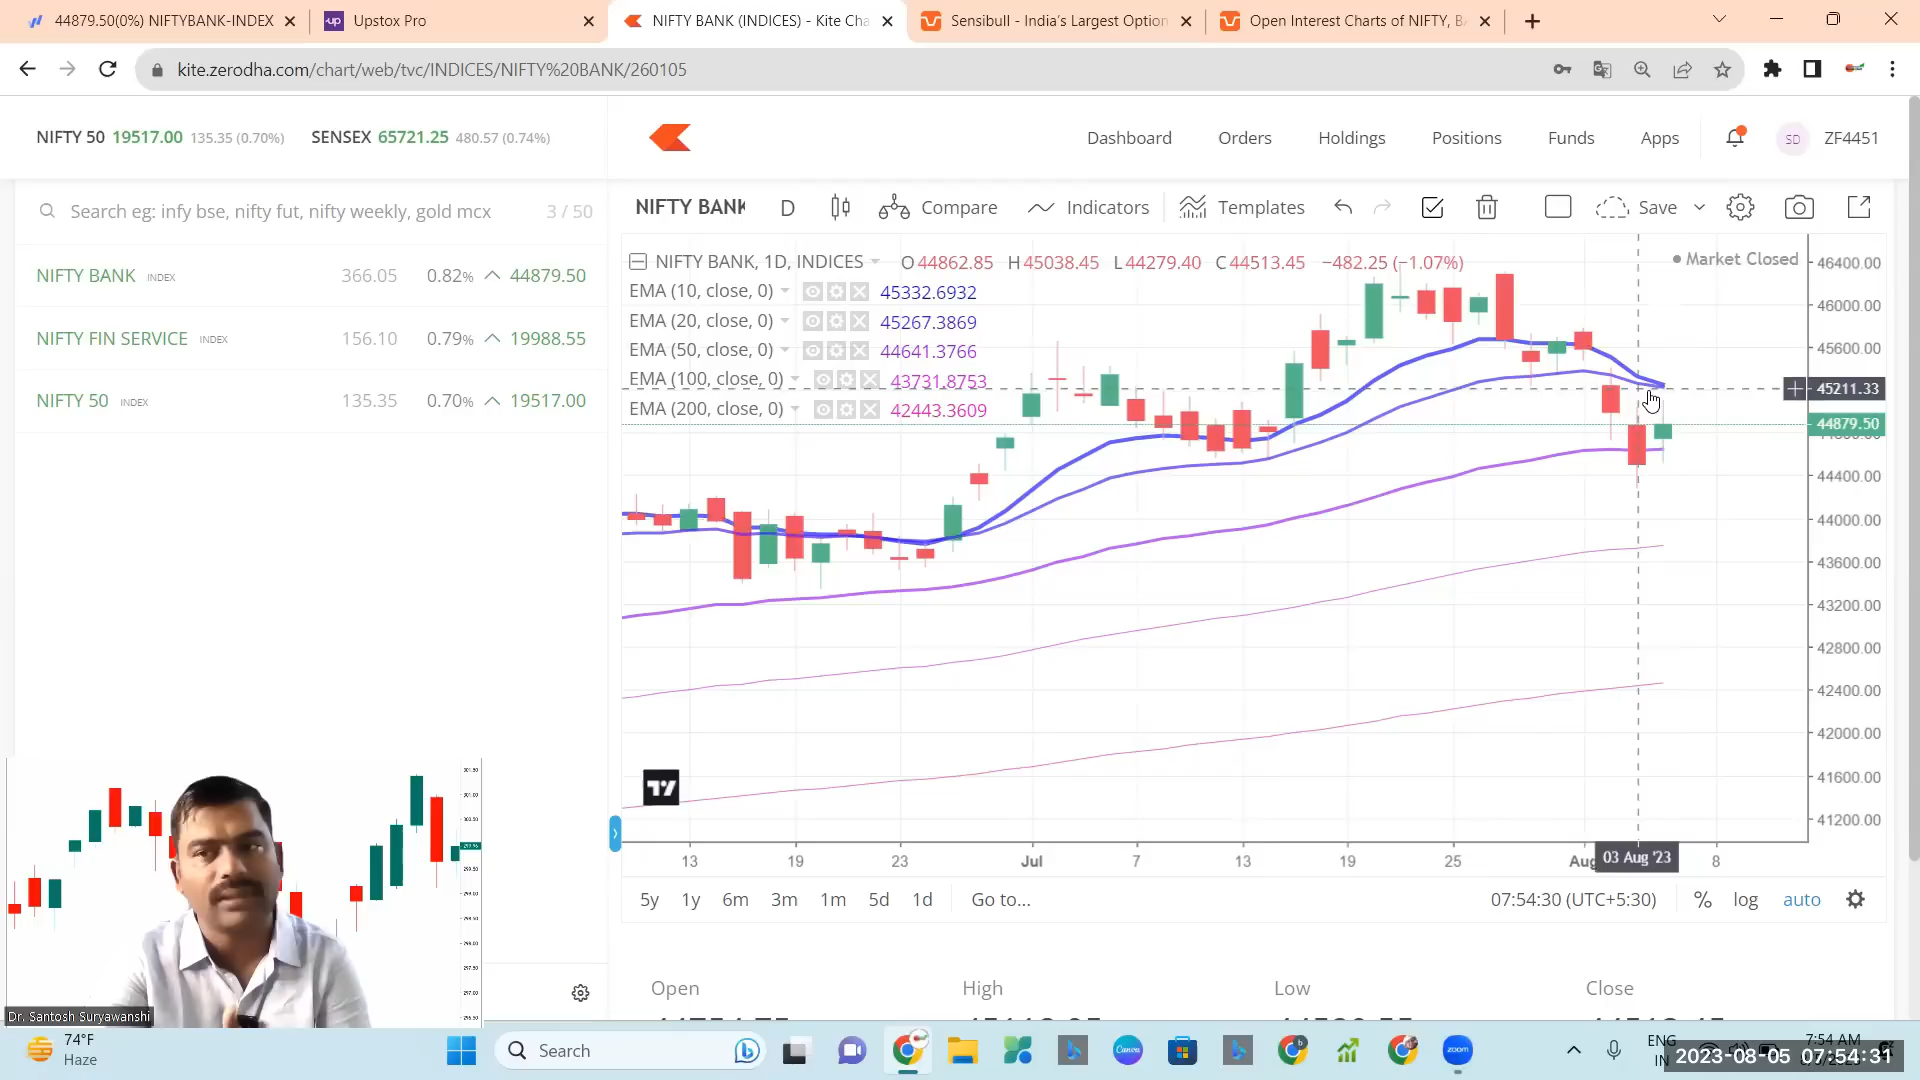 44879.50(0%) NIFTYBANK-INDEX
Upstox Pro
NIFTY BANK (INDICES) - Kite Cha
Sensibull - India's Largest Option
Open Interest Charts of NIFTY, B
kite.zerodha.com/chart/web/tvc/INDICES/NIFTY%20BANK/260105
NIFTY 50 19517.00 135.35 (0.70%) SENSEX 65721.25 480.57 (0.74%)
Dashboard Orders Holdings Positions Funds Apps SD ZF4451
Search eg: infy bse, nifty fut, nifty weekly, gold mcx 3 / 50
NIFTY BANK INDEX 366.05 0.82% 44879.50
NIFTY FIN SERVICE INDEX 156.10 0.79% 19988.55
NIFTY 50 INDEX 135.35 0.70% 19517.00
NIFTY BANK D Compare Indicators Templates Save
NIFTY BANK, 1D, INDICES O44862.85 H45038.45 L44279.40 C44513.45 −482.25 (−1.07%)
Market Closed
EMA (10, close, 0) 45332.6932
EMA (20, close, 0) 45267.3869
EMA (50, close, 0) 44641.3766
EMA (100, close, 0) 43731.8753
EMA (200, close, 0) 42443.3609
46400.00
46000.00
45600.00
45211.33
44879.50
44400.00
44000.00
43600.00
43200.00
42800.00
42400.00
42000.00
41600.00
41200.00
13 19 23 Jul 7 13 19 25 Aug 03 Aug '23 8
5y 1y 6m 3m 1m 5d 1d Go to... 07:54:30 (UTC+5:30) % log auto
Open High Low Close
Dr. Santosh Suryawanshi
74°F
Haze
Search
Canva
zoom
ENG
IN
7:54 AM
2023-08-05 07:54:31